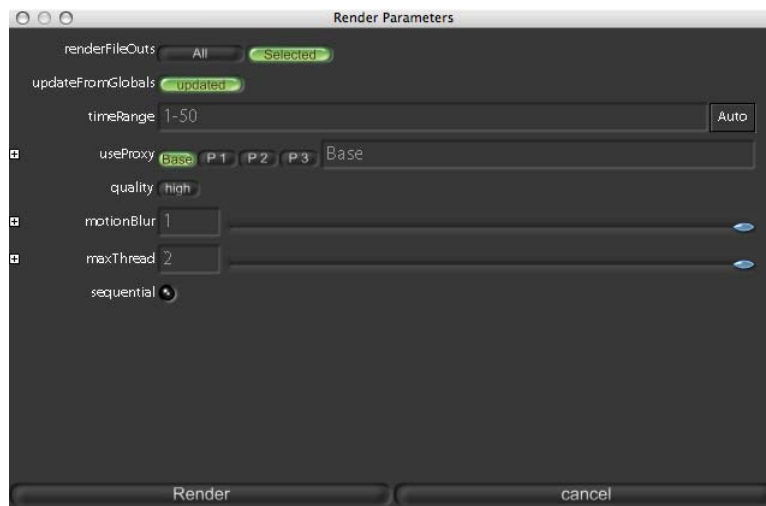 Render Parameters
renderFileOuts All Selected
updateFromGlobals updated
timeRange 1-50 Auto
useProxy Base P1 P2 P3 Base
quality high
motionBlur 1
maxThread 2
sequential
Render cancel